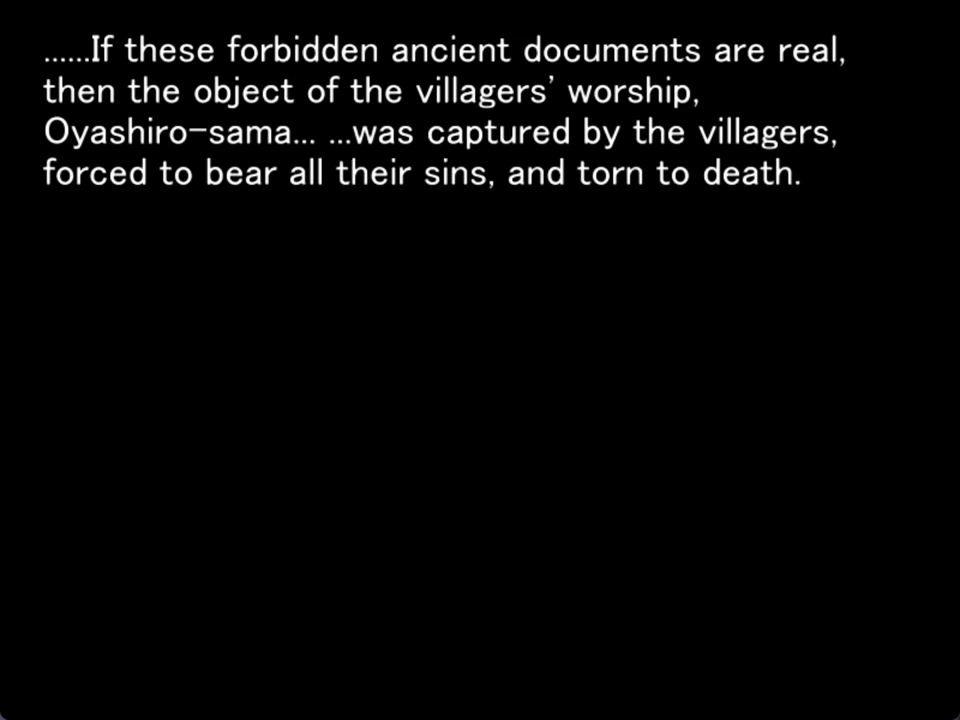 ......If these forbidden ancient documents are real,
then the object of the villagers' worship,
Oyashiro-sama... ...was captured by the villagers,
forced to bear all their sins, and torn to death.